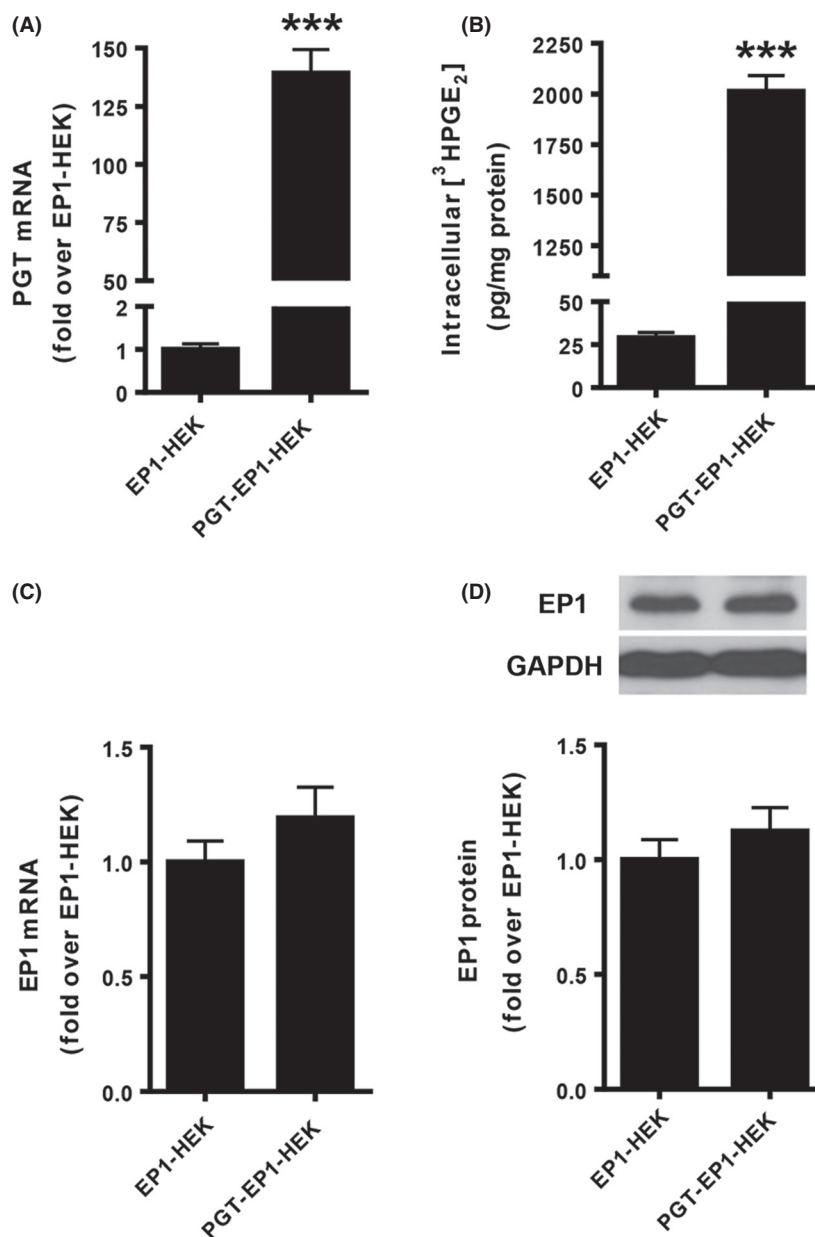 (A)
***
PGT mRNA
(fold over EP1-HEK)
150
125
100
75
50
2
1
0
EP1-HEK
PGT-EP1-HEK
(B)
***
Intracellular [³HPGE₂]
(pg/mg protein)
2250
2000
1750
1500
1250
50
25
0
EP1-HEK
PGT-EP1-HEK
(C)
EP1 mRNA
(fold over EP1-HEK)
1.5
1.0
0.5
0.0
EP1-HEK
PGT-EP1-HEK
(D)
EP1
GAPDH
EP1 protein
(fold over EP1-HEK)
1.5
1.0
0.5
0.0
EP1-HEK
PGT-EP1-HEK